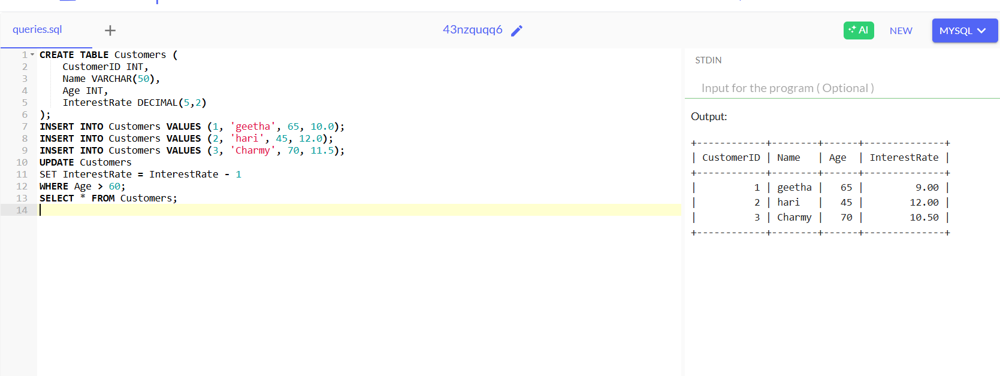 queries.sql + 43nzquqq6 AI NEW MYSQL
1 CREATE TABLE Customers (
2     CustomerID INT,
3     Name VARCHAR(50),
4     Age INT,
5     InterestRate DECIMAL(5,2)
6 );
7 INSERT INTO Customers VALUES (1, 'geetha', 65, 10.0);
8 INSERT INTO Customers VALUES (2, 'hari', 45, 12.0);
9 INSERT INTO Customers VALUES (3, 'Charmy', 70, 11.5);
10 UPDATE Customers
11 SET InterestRate = InterestRate - 1
12 WHERE Age > 60;
13 SELECT * FROM Customers;
14
STDIN
Input for the program ( Optional )
Output:
+------------+--------+------+--------------+
| CustomerID | Name   | Age  | InterestRate |
+------------+--------+------+--------------+
|          1 | geetha |   65 |         9.00 |
|          2 | hari   |   45 |        12.00 |
|          3 | Charmy |   70 |        10.50 |
+------------+--------+------+--------------+